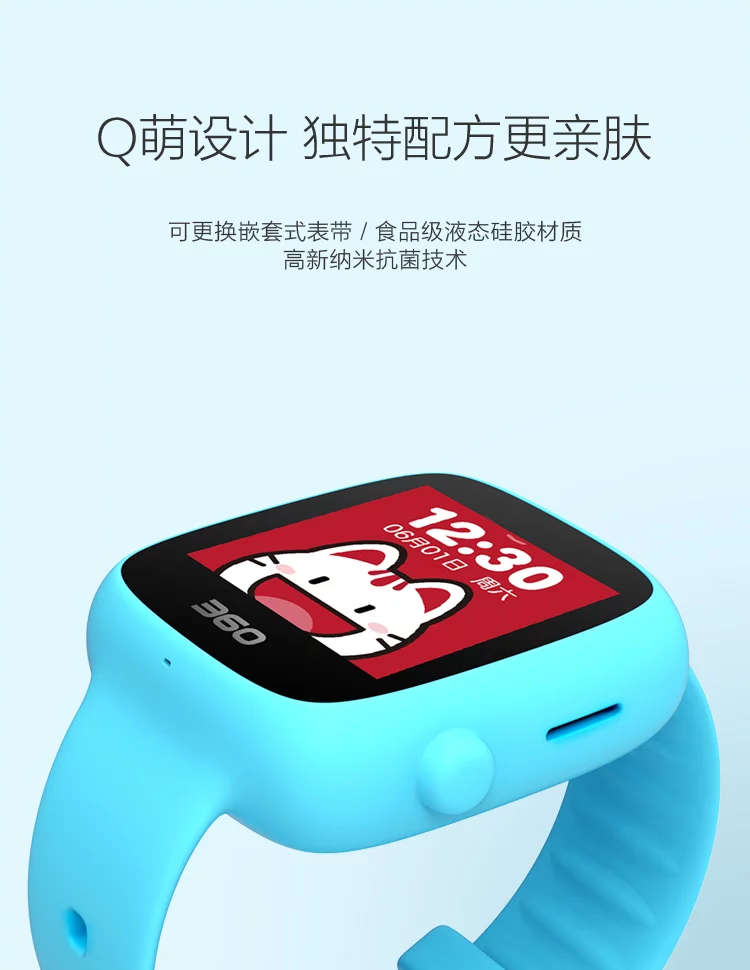 Q萌设计 独特配方更亲肤
可更换嵌套式表带 / 食品级液态硅胶材质
高新纳米抗菌技术
12:30
06月01日 周六
360